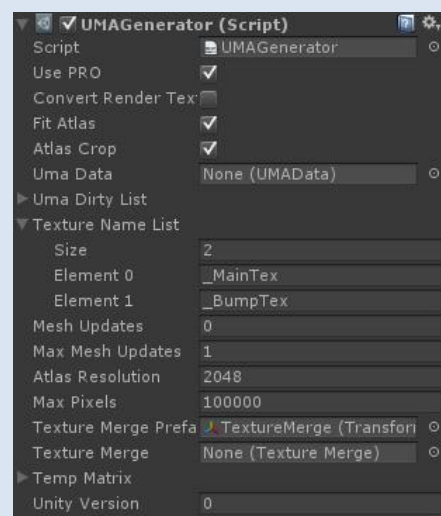 UMAGenerator (Script)
Script UMAGenerator
Use PRO
Convert Render Tex
Fit Atlas
Atlas Crop
Uma Data None (UMAData)
Uma Dirty List
Texture Name List
Size 2
Element 0 _MainTex
Element 1 _BumpTex
Mesh Updates 0
Max Mesh Updates 1
Atlas Resolution 2048
Max Pixels 100000
Texture Merge Prefa TextureMerge (Transfor
Texture Merge None (Texture Merge)
Temp Matrix
Unity Version 0